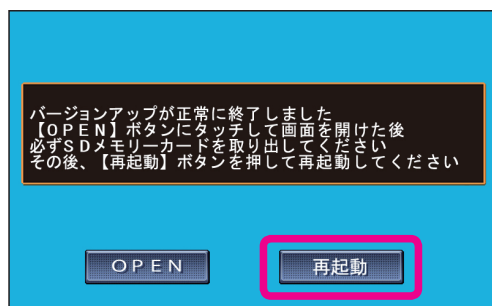 バージョンアップが正常に終了しました
【ＯＰＥＮ】ボタンにタッチして画面を開けた後
必ずＳＤメモリーカードを取り出してください
その後、【再起動】ボタンを押して再起動してください
ＯＰＥＮ
再起動